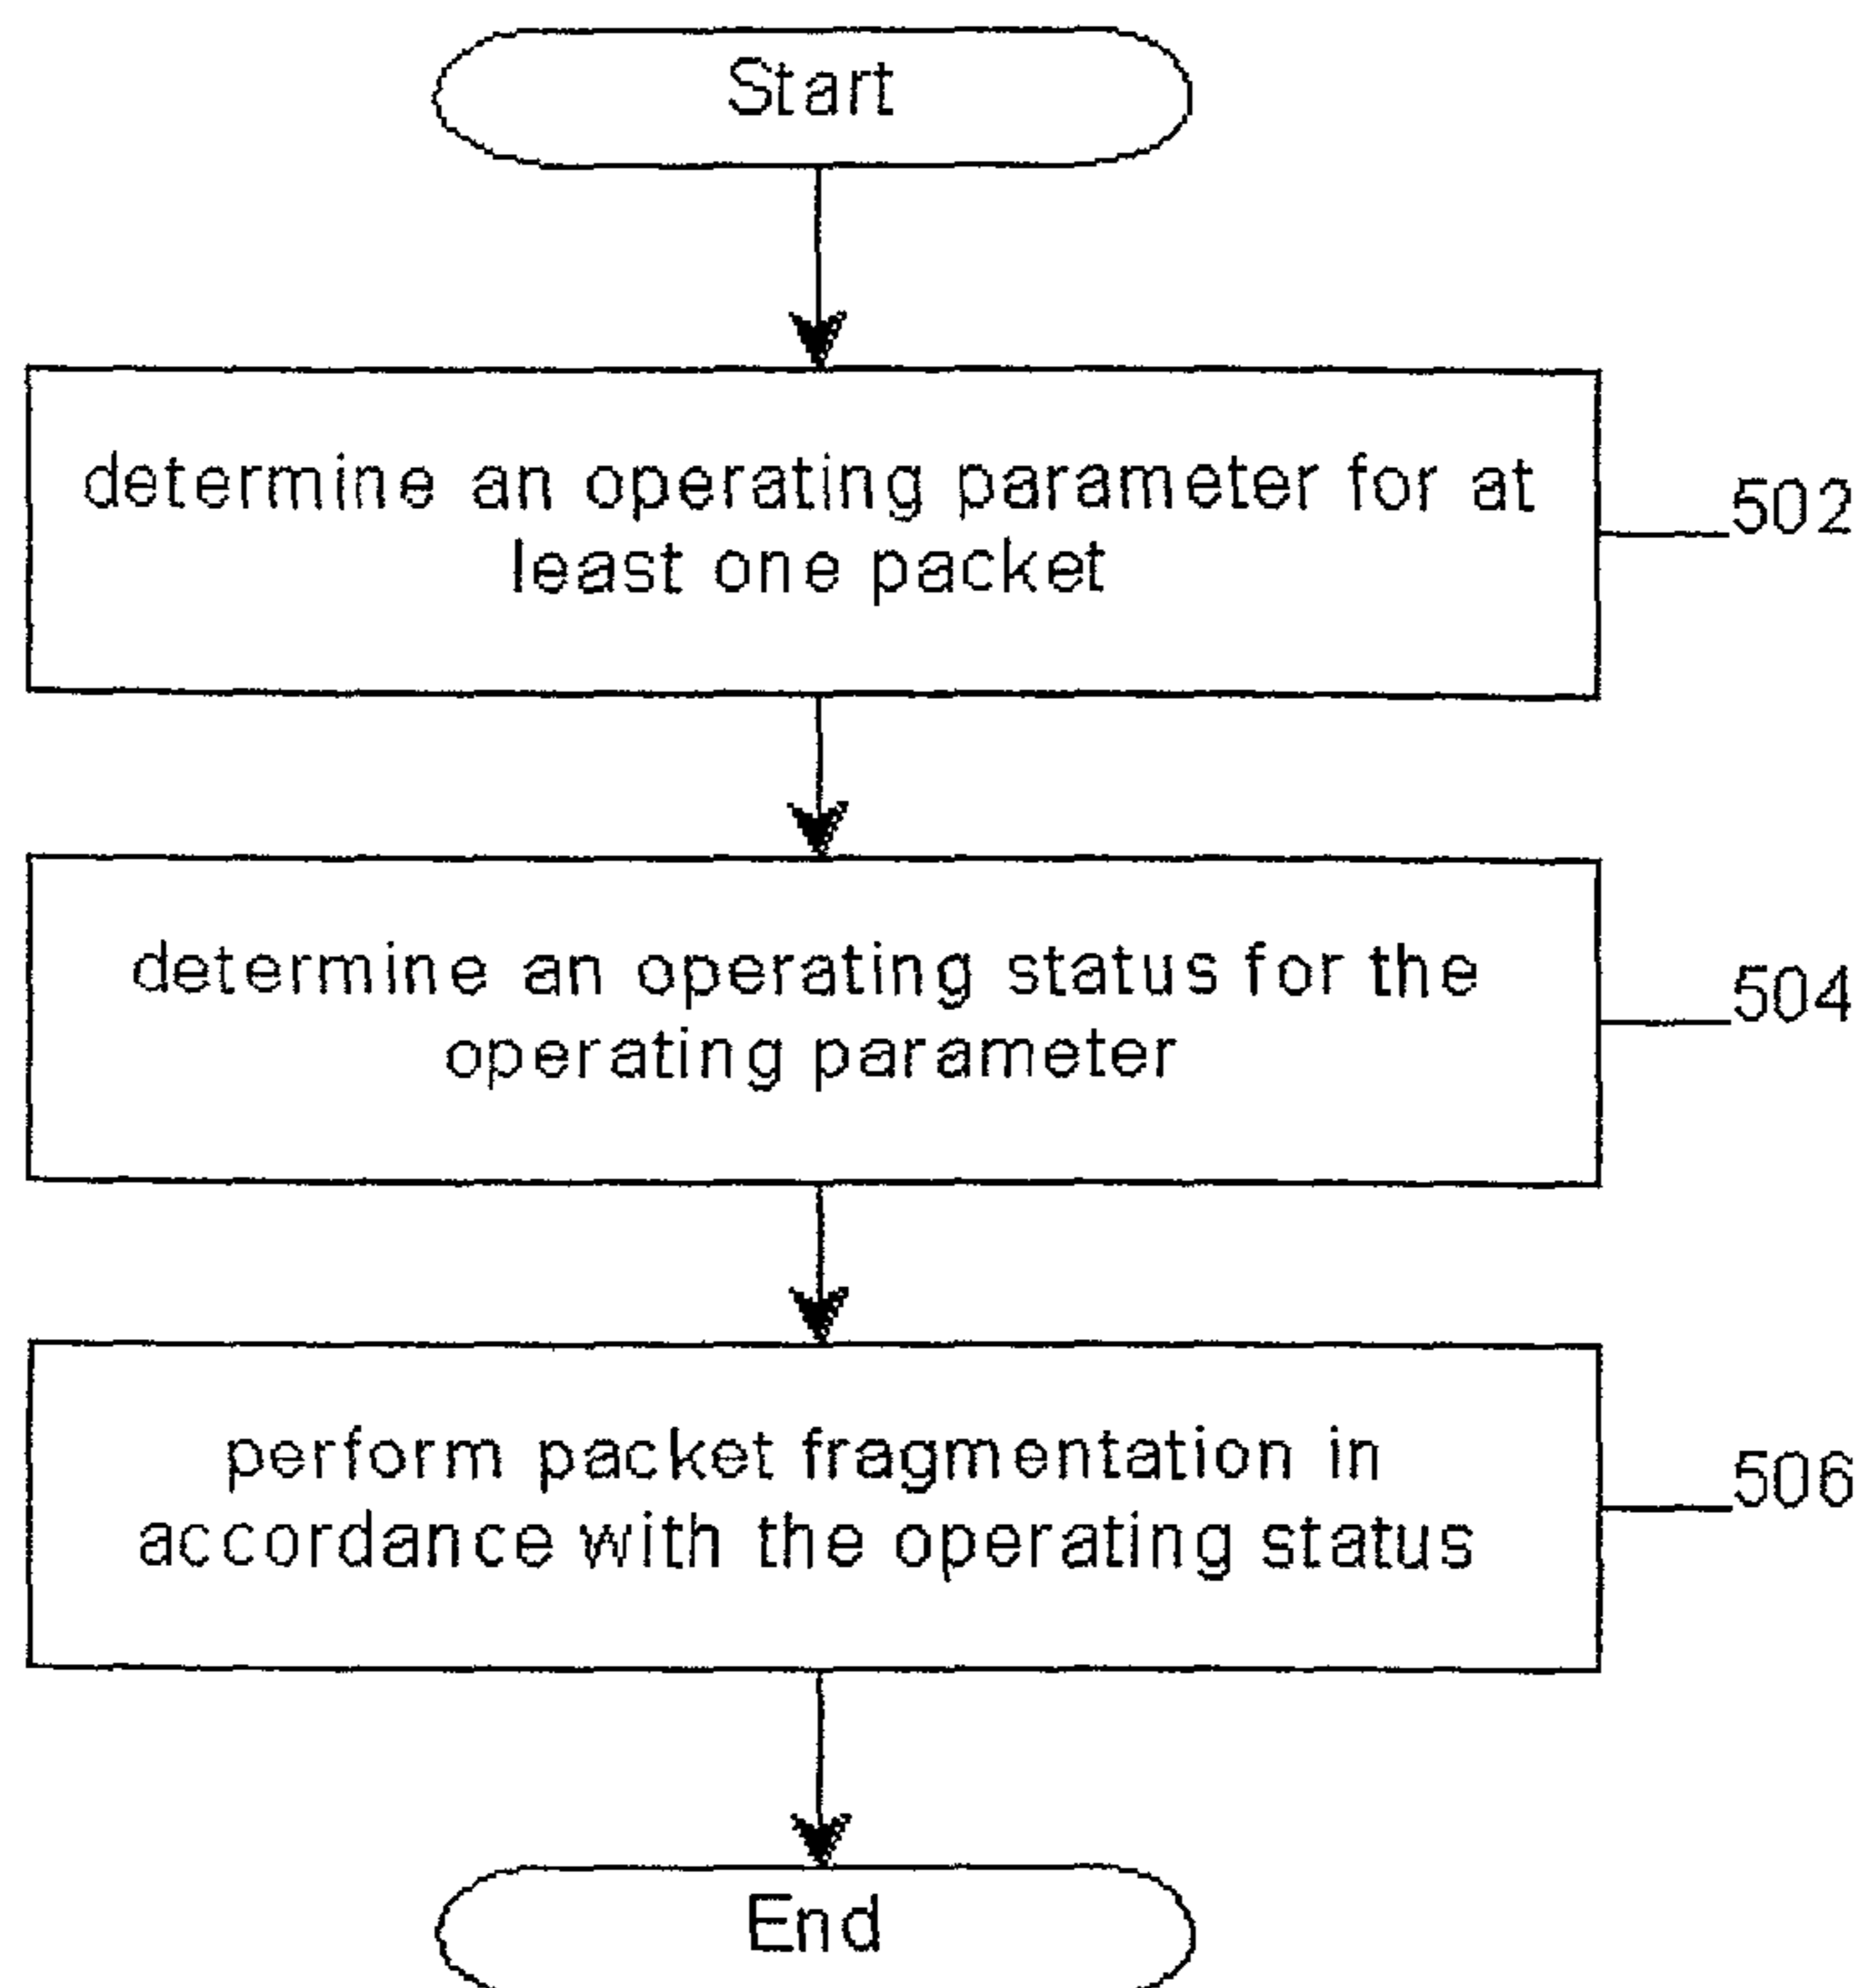 Start
determine an operating parameter for at
least one packet
502
determine an operating status for the
operating parameter
504
perform packet fragmentation in
accordance with the operating status
506
End